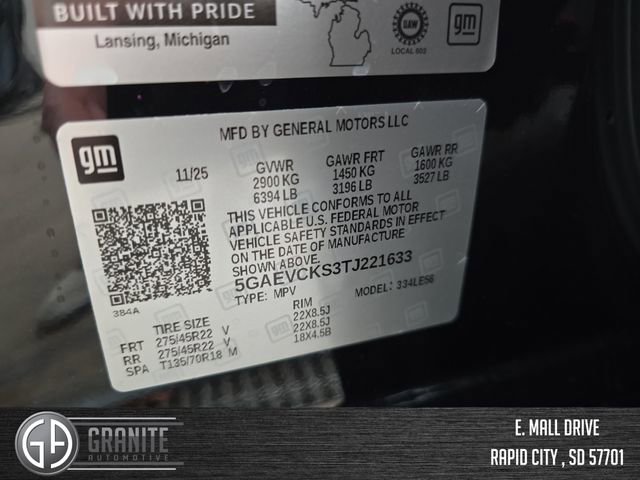 BUILT WITH PRIDE
Lansing, Michigan
UAW
LOCAL 602
gm
MFD BY GENERAL MOTORS LLC
gm
11/25
GVWR GAWR FRT GAWR RR
2900 KG 1450 KG 1600 KG
6394 LB 3196 LB 3527 LB
THIS VEHICLE CONFORMS TO ALL
APPLICABLE U.S. FEDERAL MOTOR
VEHICLE SAFETY STANDARDS IN EFFECT
ON THE DATE OF MANUFACTURE SHOWN ABOVE.
5GAEVCKS3TJ221633
TYPE: MPV MODEL: 334LE56
384A
TIRE SIZE RIM
FRT 275/45R22 V 22X8.5J
RR 275/45R22 V 22X8.5J
SPA T135/70R18 M 18X4.5B
GA GRANITE
AUTOMOTIVE
E. MALL DRIVE
RAPID CITY , SD 57701